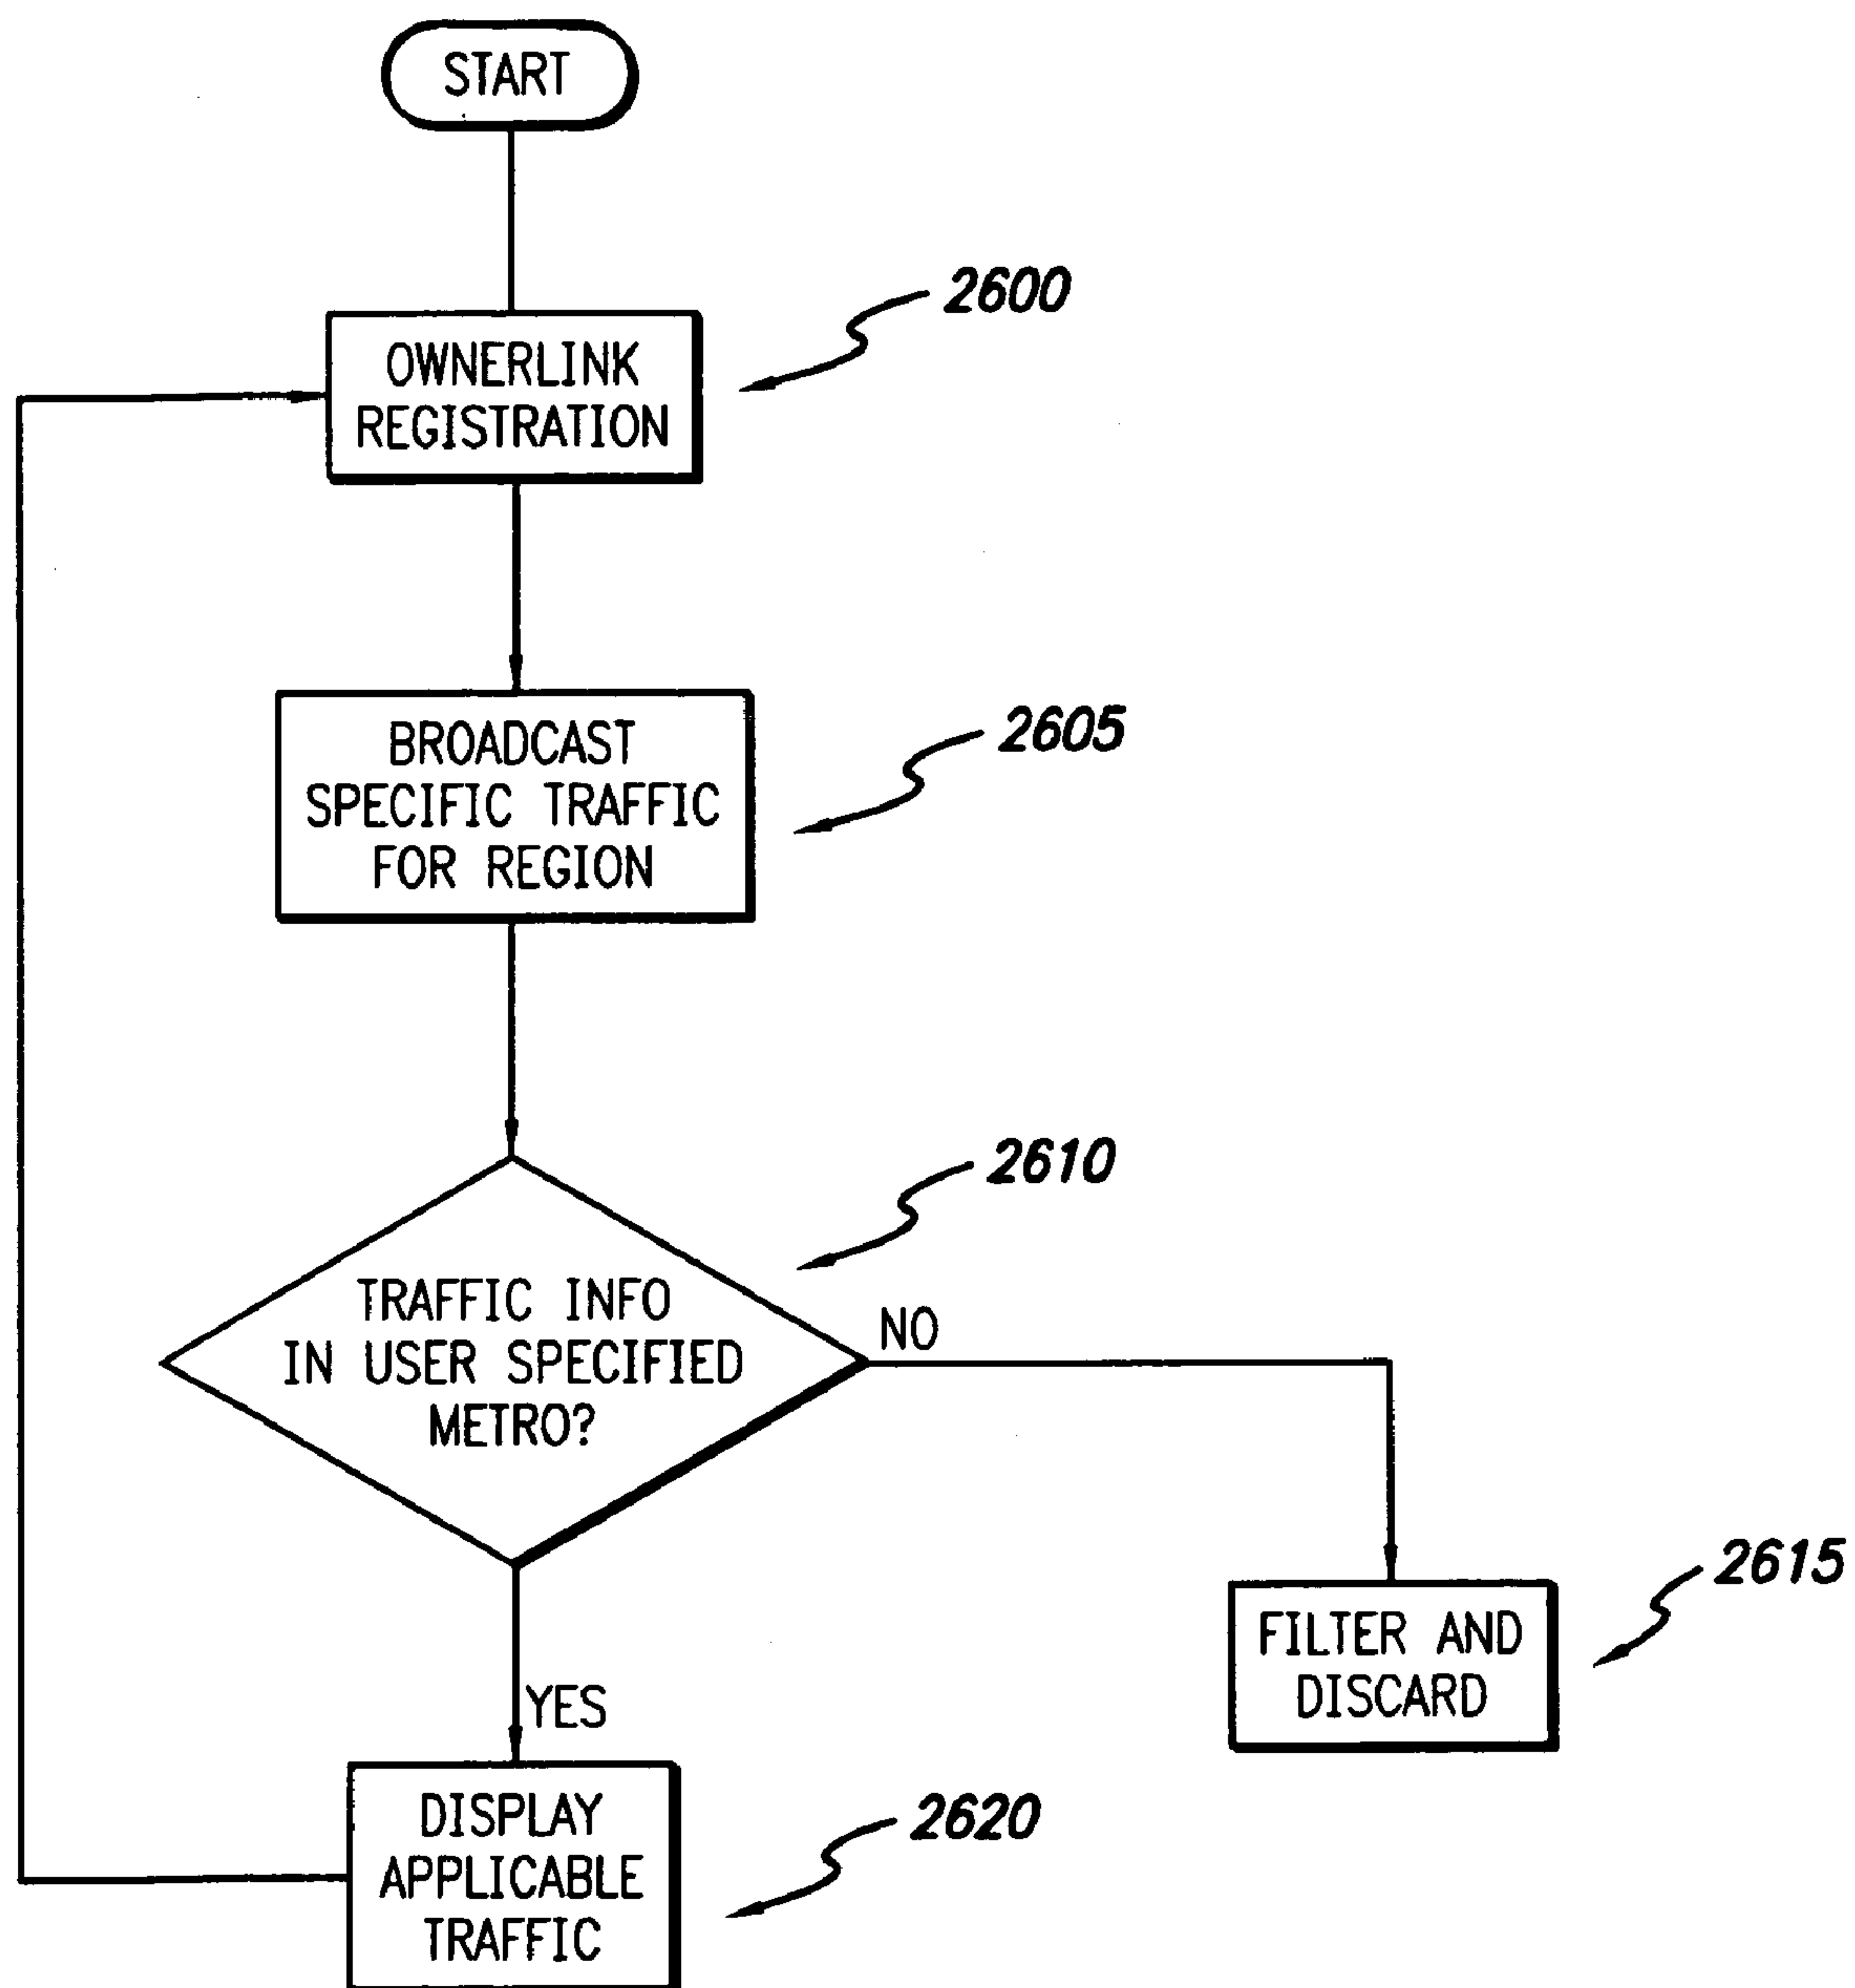 START
2600
OWNERLINK
REGISTRATION
2605
BROADCAST
SPECIFIC TRAFFIC
FOR REGION
2610
TRAFFIC INFO
IN USER SPECIFIED
METRO?
NO
2615
FILTER AND
DISCARD
YES
2620
DISPLAY
APPLICABLE
TRAFFIC